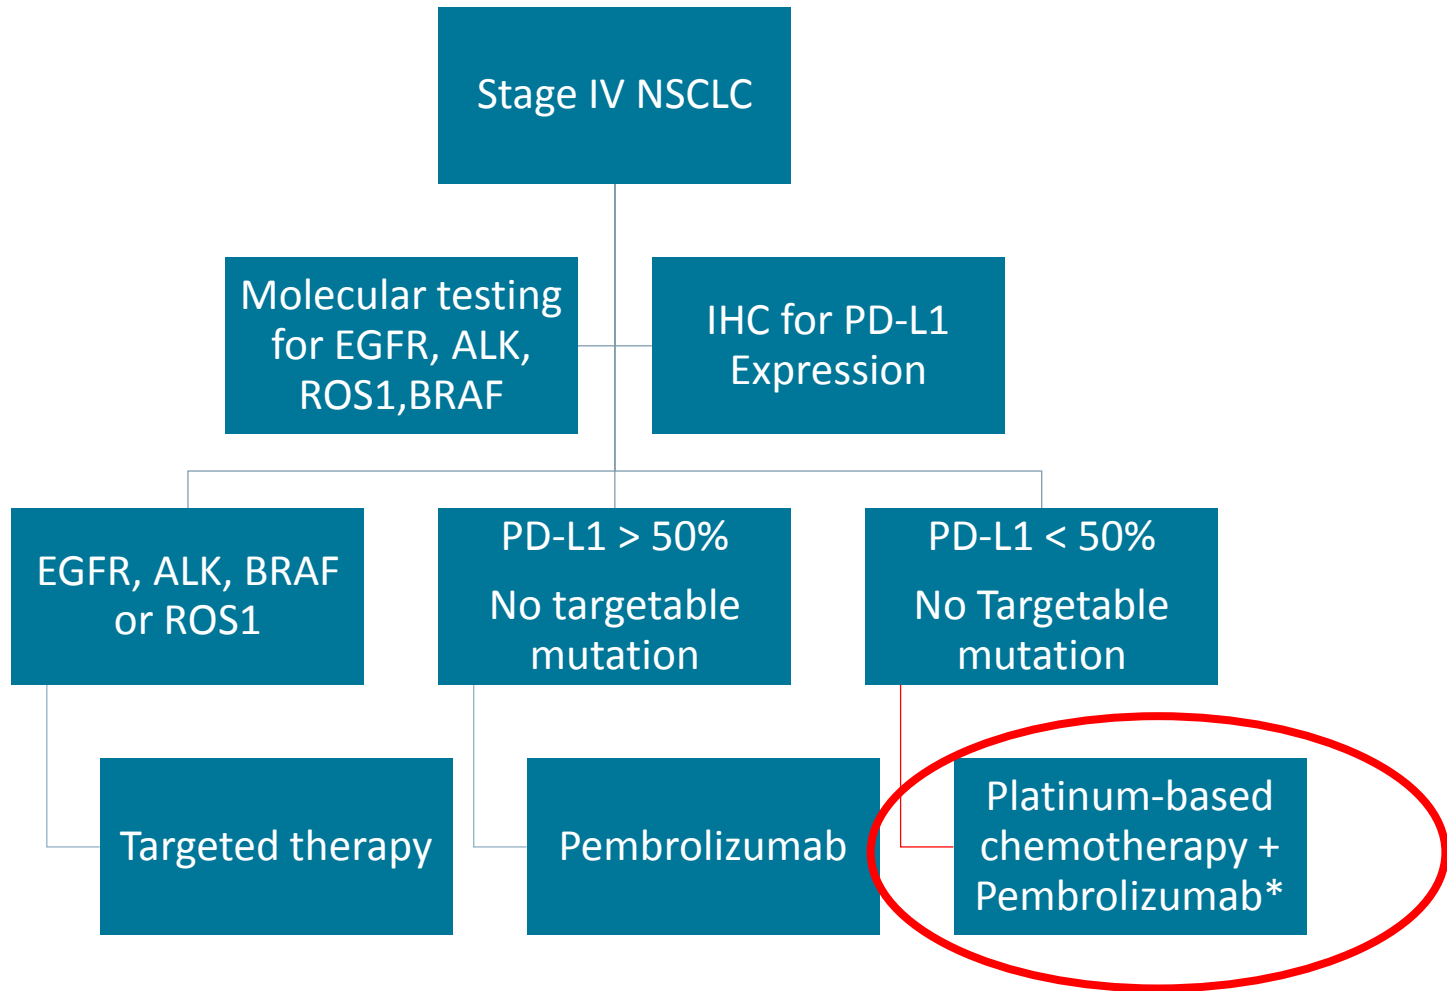 Stage IV NSCLC
Molecular testing
for EGFR, ALK,
ROS1,BRAF
IHC for PD-L1
Expression
EGFR, ALK, BRAF
or ROS1
PD-L1 > 50%
No targetable
mutation
PD-L1 < 50%
No Targetable
mutation
Targeted therapy
Pembrolizumab
Platinum-based
chemotherapy +
Pembrolizumab*